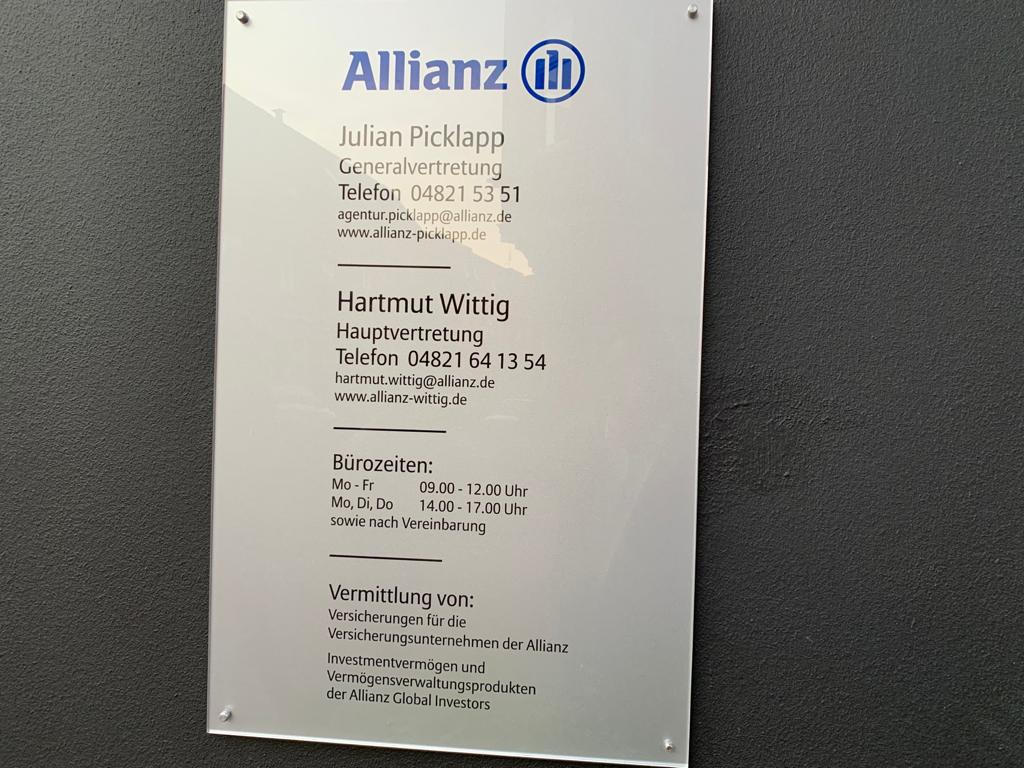 Allianz
Julian Picklapp
Generalvertretung
Telefon 04821 53 51
agentur.picklapp@allianz.de
www.allianz-picklapp.de
Hartmut Wittig
Hauptvertretung
Telefon 04821 64 13 54
hartmut.wittig@allianz.de
www.allianz-wittig.de
Bürozeiten:
Mo - Fr 09.00 - 12.00 Uhr
Mo, Di, Do 14.00 - 17.00 Uhr
sowie nach Vereinbarung
Vermittlung von:
Versicherungen für die
Versicherungsunternehmen der Allianz
Investmentvermögen und
Vermögensverwaltungsprodukten
der Allianz Global Investors